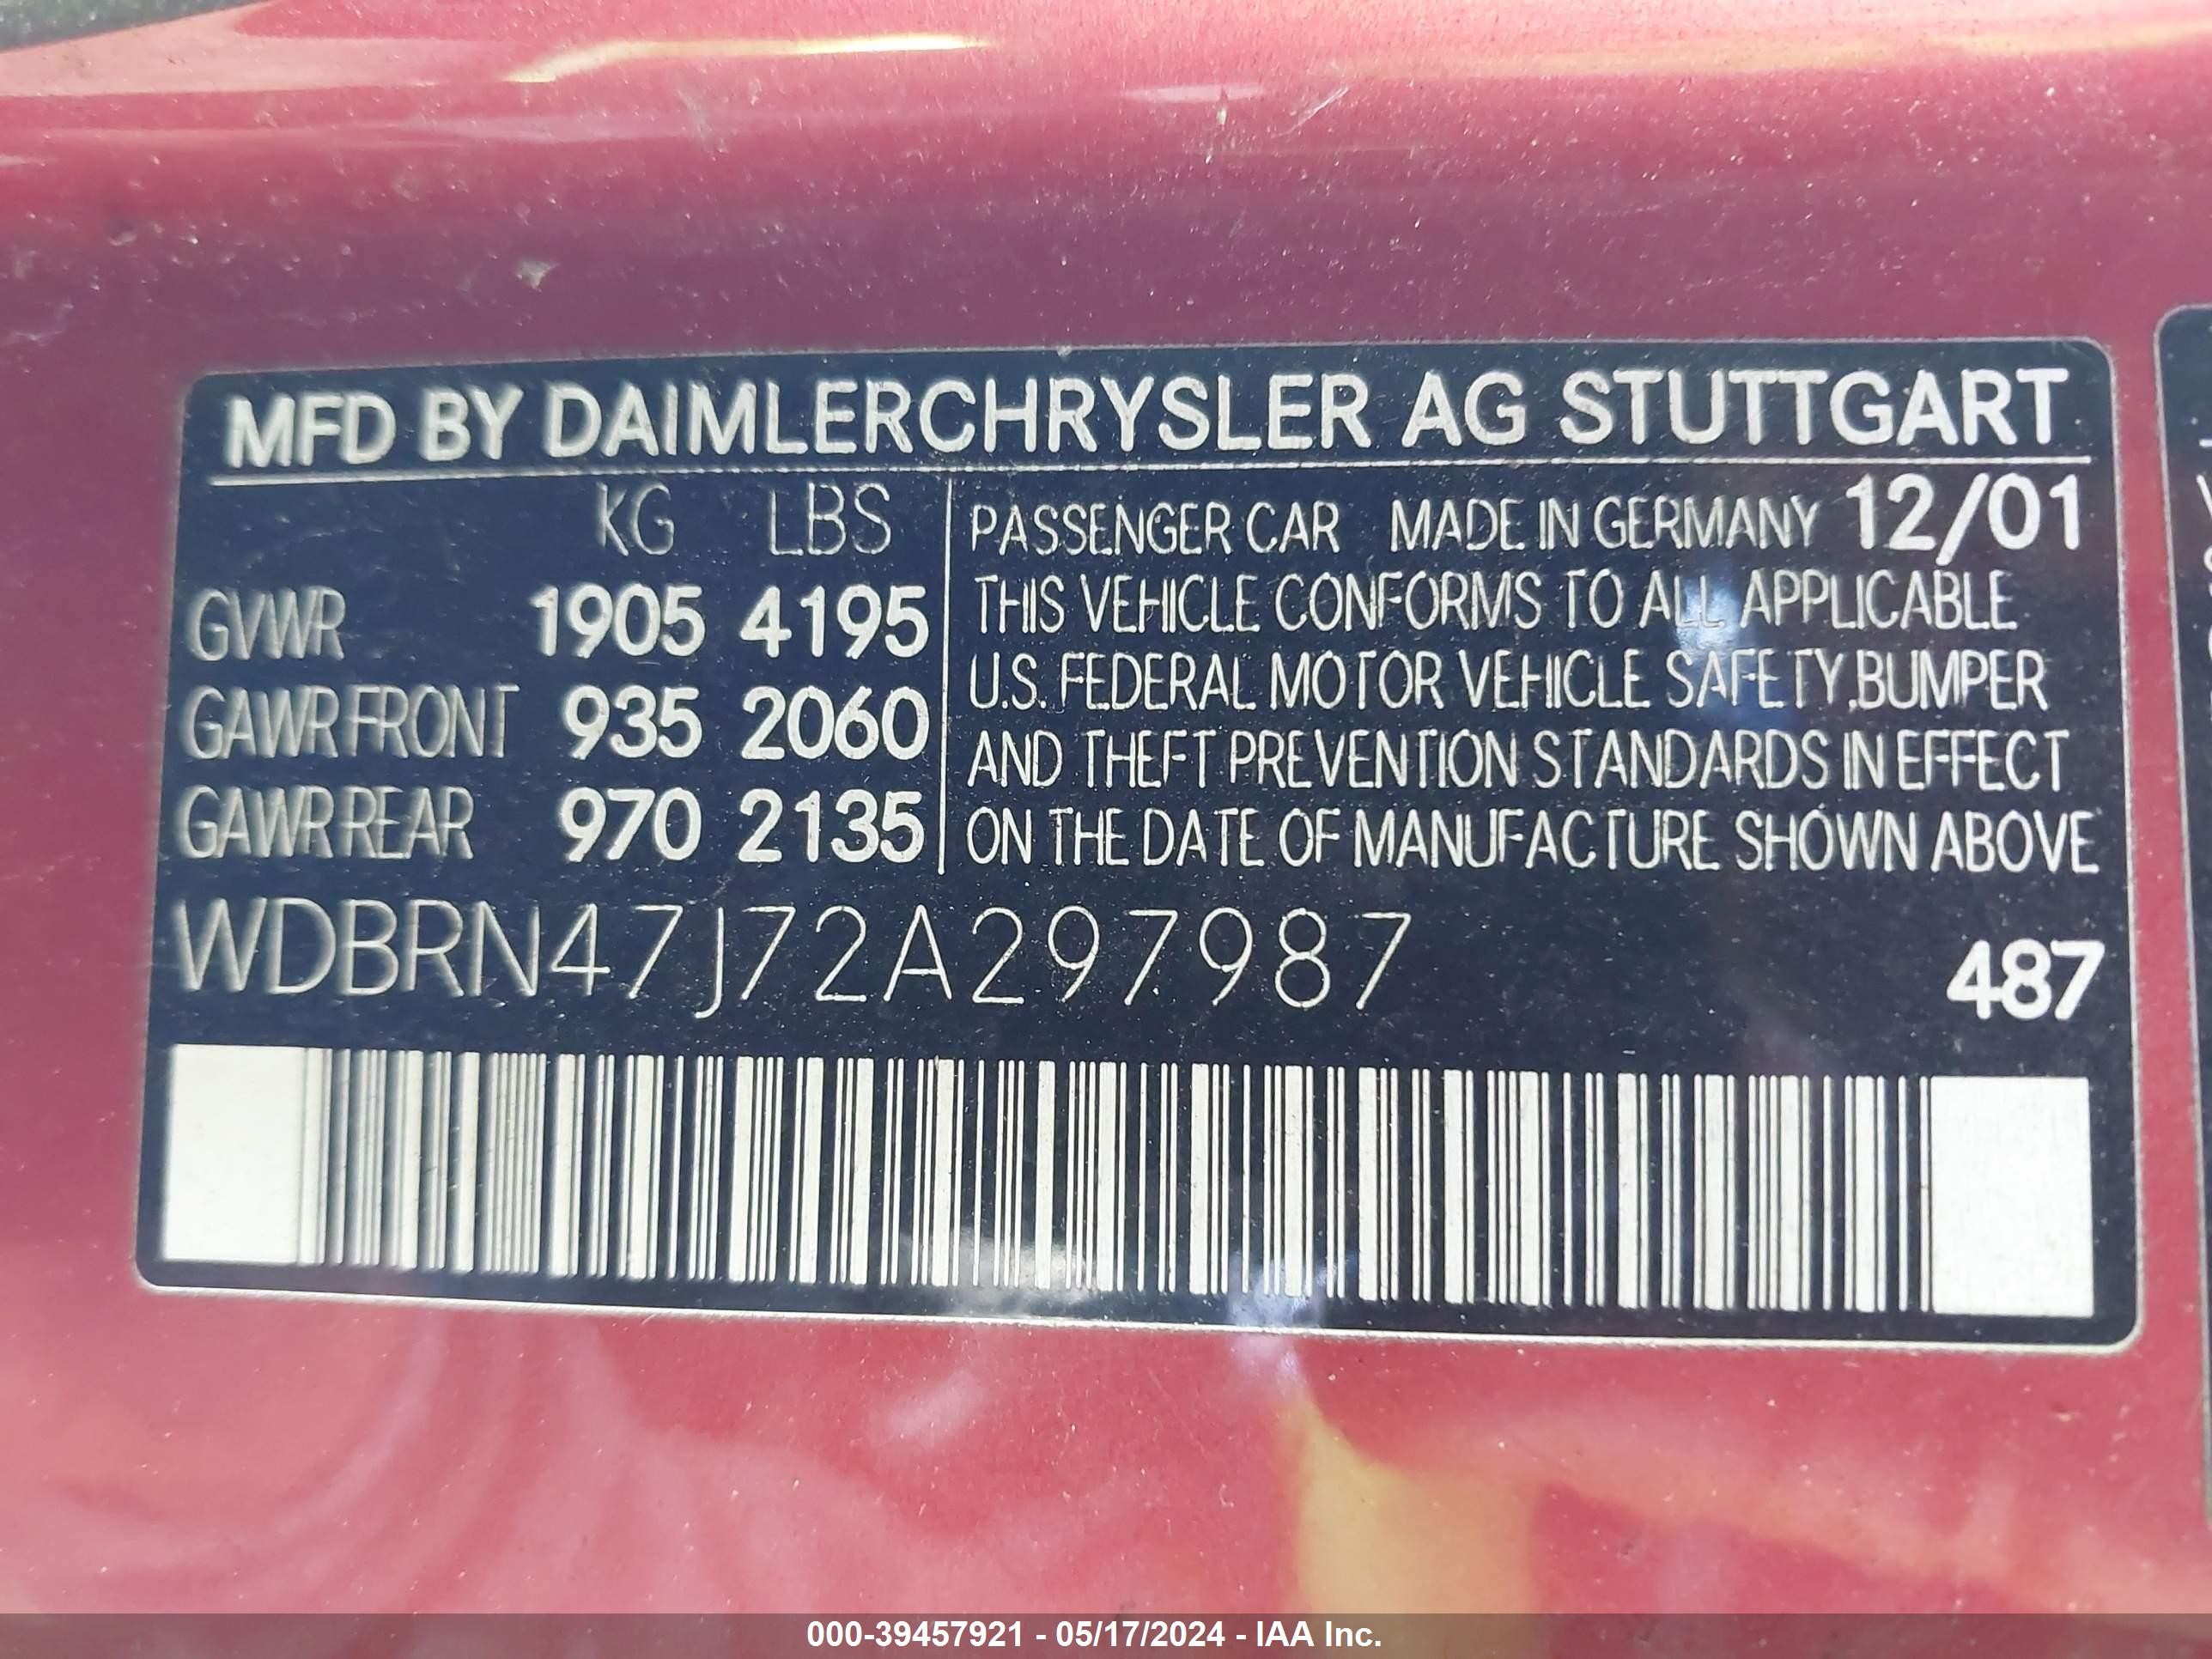 MFD BY DAIMLERCHRYSLER AG STUTTGART
KG LBS
GVWR 1905 4195
GAWR FRONT 935 2060
GAWR REAR 970 2135
PASSENGER CAR MADE IN GERMANY 12/01
THIS VEHICLE CONFORMS TO ALL APPLICABLE
U.S. FEDERAL MOTOR VEHICLE SAFETY,BUMPER
AND THEFT PREVENTION STANDARDS IN EFFECT
ON THE DATE OF MANUFACTURE SHOWN ABOVE
WDBRN47J72A297987
487
000-39457921 - 05/17/2024 - IAA Inc.